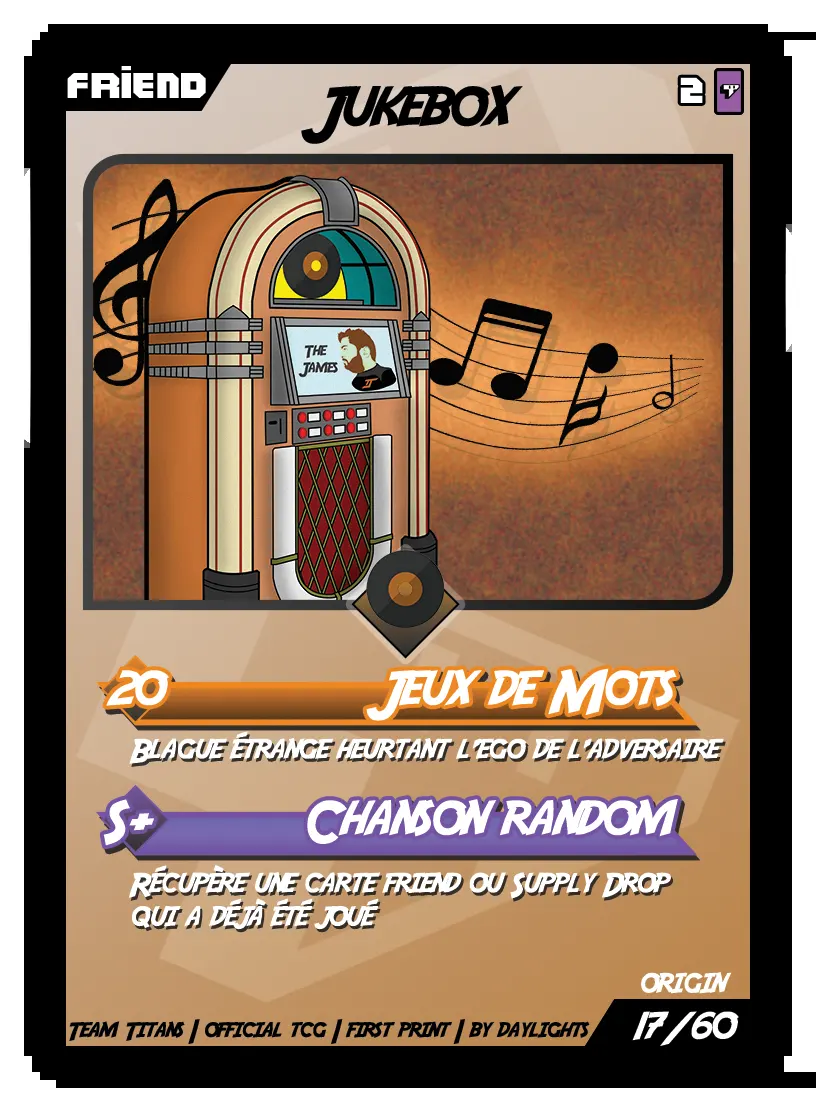 FRIEND
JUKEBOX
2
THE
JAMES
20
JEUX DE MOTS
BLAGUE ÉTRANGE HEURTANT L'EGO DE L'ADVERSAIRE
S+
CHANSON RANDOM
RÉCUPÈRE UNE CARTE FRIEND OU SUPPLY DROP
QUI A DÉJÀ ÉTÉ JOUÉ
ORIGIN
TEAM TITANS | OFFICIAL TCG | FIRST PRINT | BY DAYLIGHTS
17/60